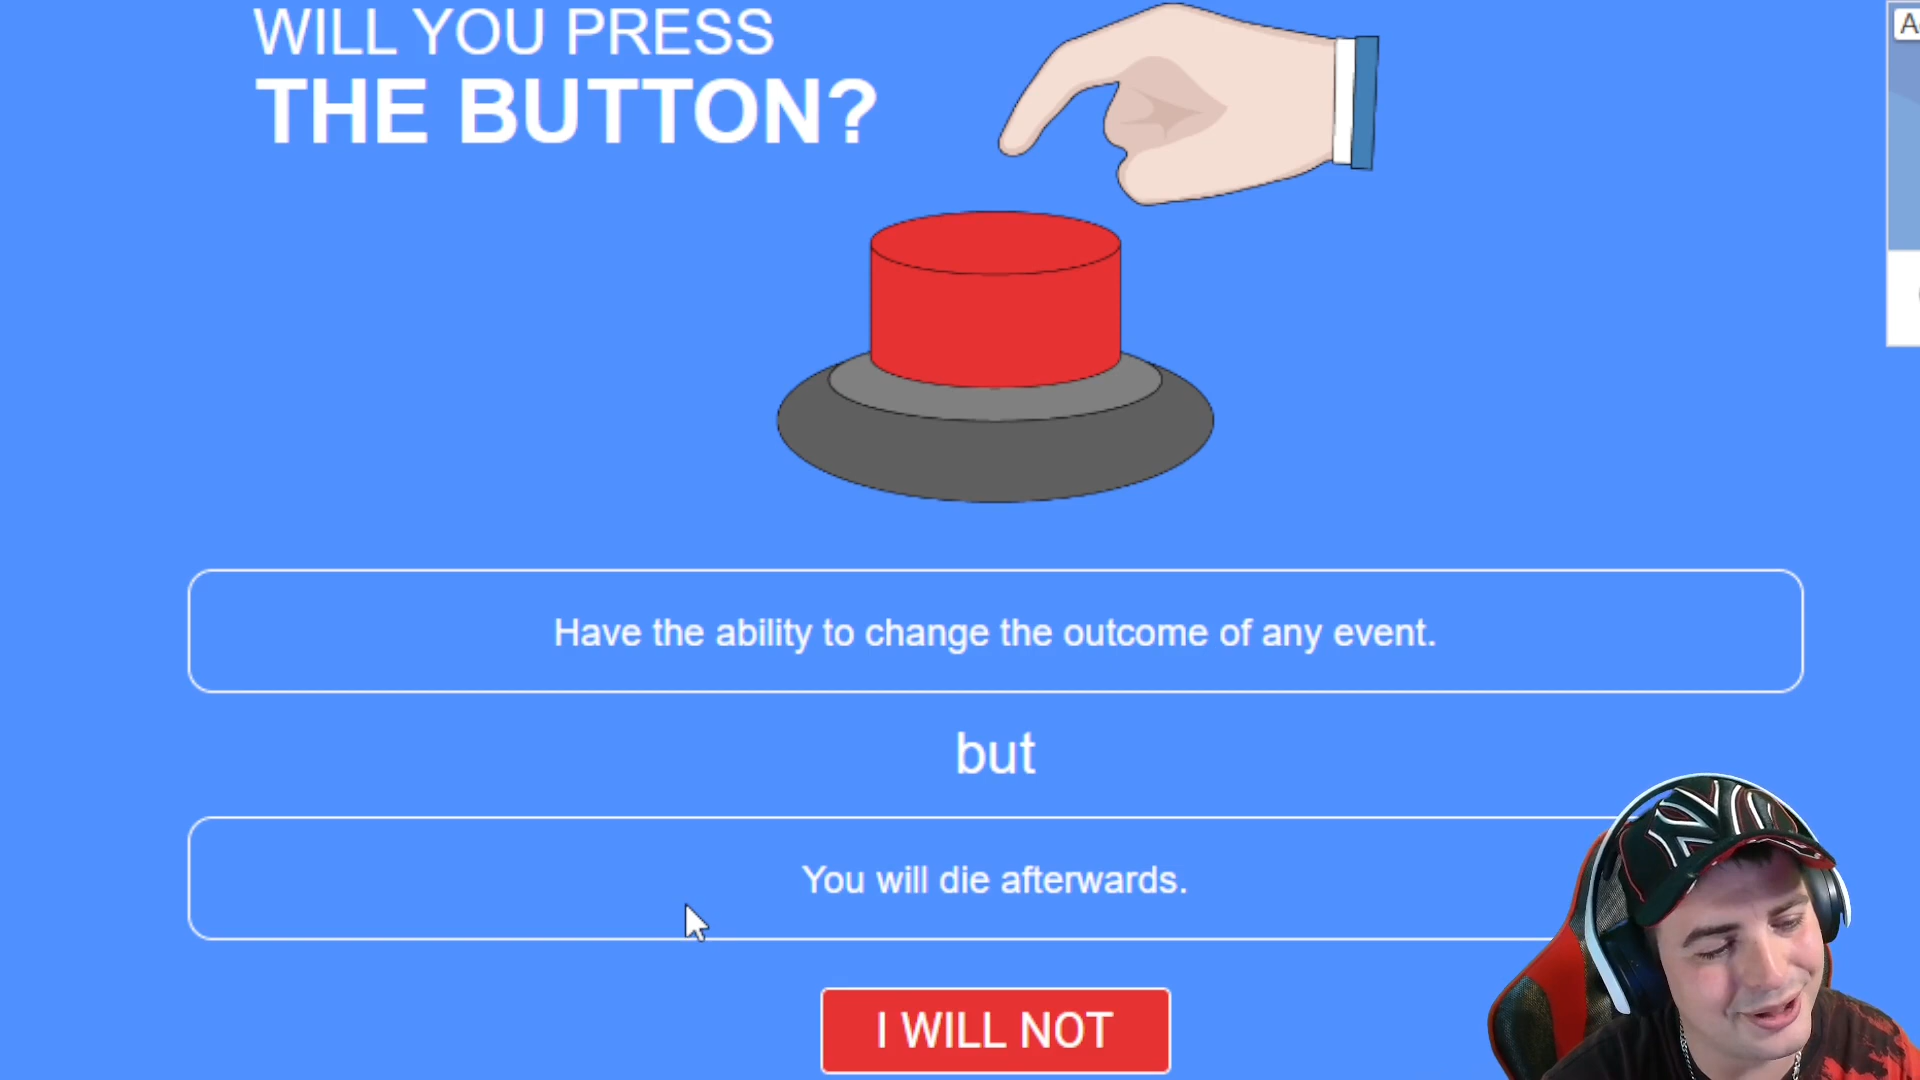 WILL YOU PRESS
THE BUTTON?
Have the ability to change the outcome of any event.
but
You will die afterwards.
I WILL NOT